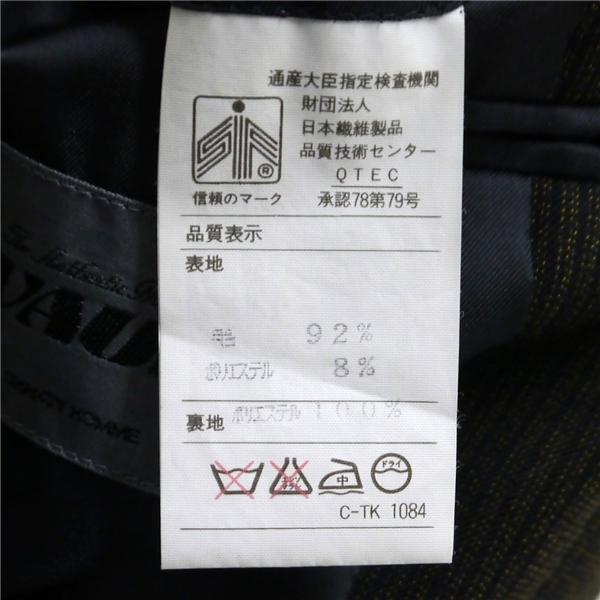 通産大臣指定検査機関
財団法人
日本繊維製品
品質技術センター
QTEC
承認78第79号
SIF
®
信頼のマーク
品質表示
表地
毛 92%
ポリエステル 8%
裏地 ポリエステル 100%
中
ドライ
C-TK 1084
The Authentic